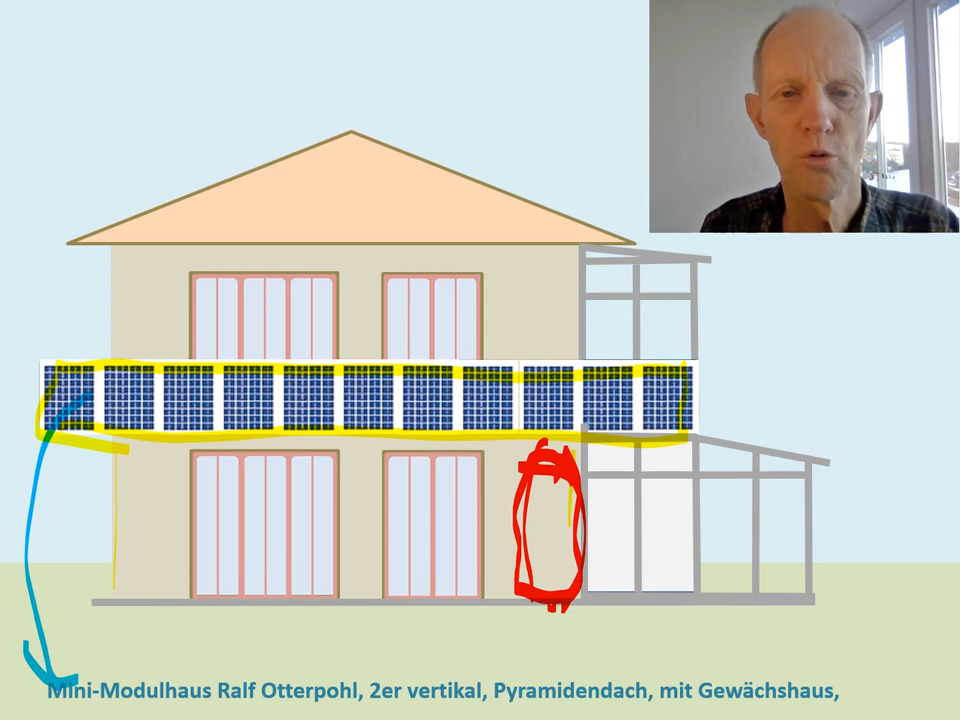 Mini-Modulhaus Ralf Otterpohl, 2er vertikal, Pyramidendach, mit Gewächshaus,